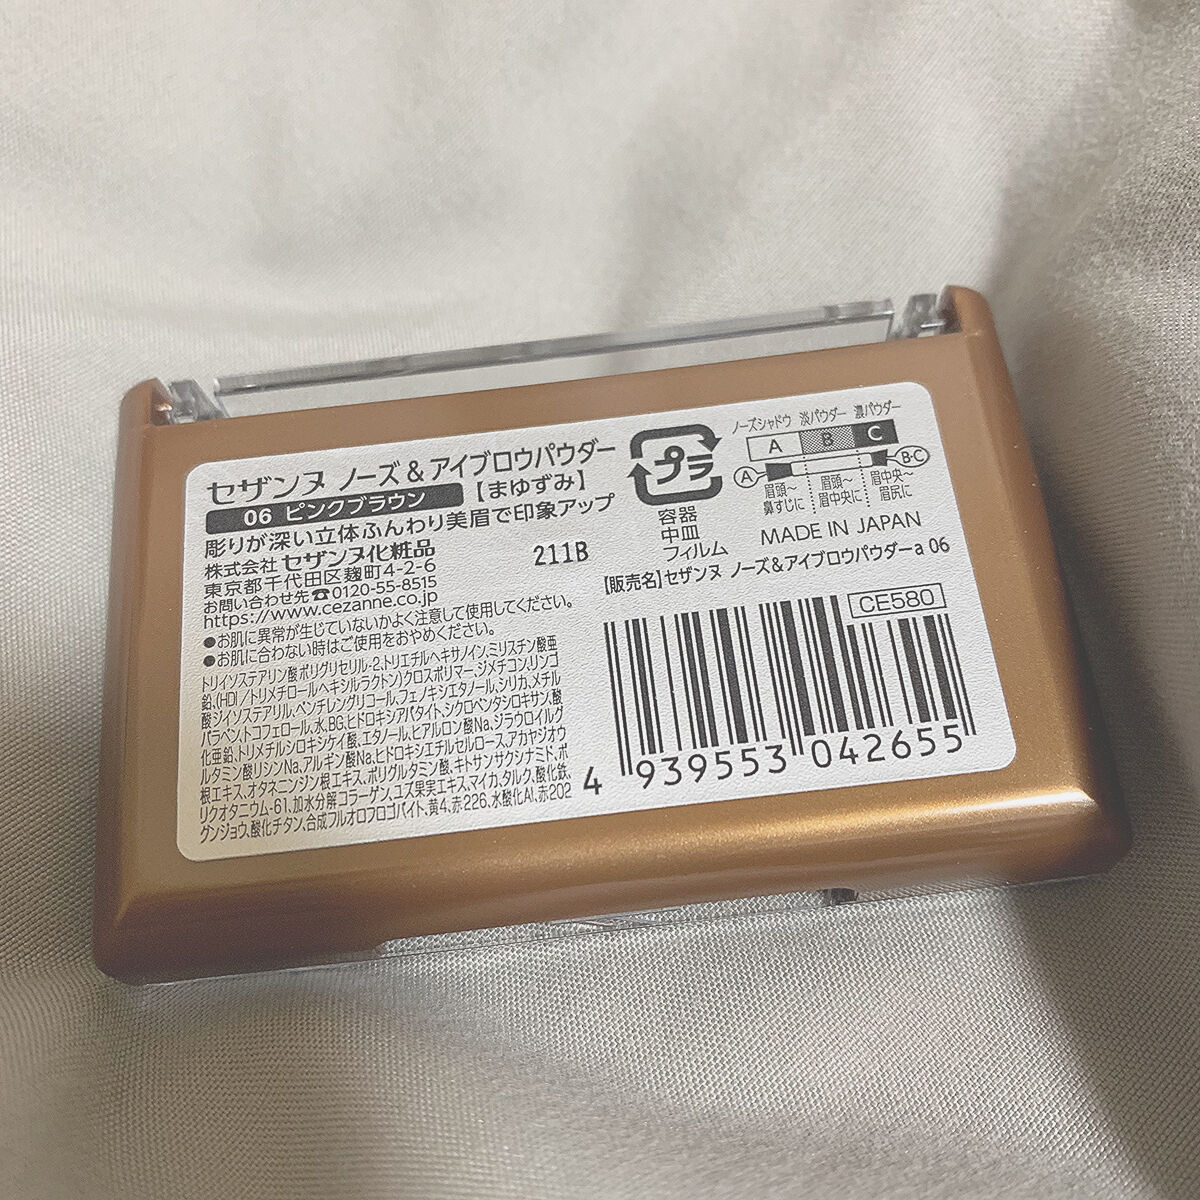 セザンヌ ノーズ&アイブロウパウダー
06 ピンクブラウン 【まゆずみ】
彫りが深い立体ふんわり美眉で印象アップ
株式会社 セザンヌ化粧品
東京都千代田区麹町4-2-6
お問い合わせ先☎0120-55-8515
https://www.cezanne.co.jp
211B
●お肌に異常が生じていないかよく注意して使用してください。
●お肌に合わない時はご使用をおやめください。
トリイソステアリン酸ポリグリセリル-2,トリエチルヘキサノイン,ミリスチン酸亜
鉛,(HDI/トリメチロールヘキシルラクトン)クロスポリマー,ジメチコン,リンゴ
酸ジイソステアリル,ペンチレングリコール,フェノキシエタノール,シリカ,メチル
パラベン,トコフェロール,水,BG,ヒドロキシアパタイト,シクロペンタシロキサン,酸
化亜鉛,トリメチルシロキシケイ酸,エタノール,ヒアルロン酸Na,ジラウロイルグ
ルタミン酸リシンNa,アルギン酸Na,ヒドロキシエチルセルロース,アカヤジオウ
根エキス,オタネニンジン根エキス,ポリグルタミン酸,キトサンサクシナミド,ポ
リクオタニウム-61,加水分解コラーゲン,ユズ果実エキス,マイカ,タルク,酸化鉄,
グンジョウ,酸化チタン,合成フルオロフロゴパイト,黄4,赤226,水酸化Al,赤202
プラ
容器
中皿
フィルム
ノーズシャドウ 淡パウダー 濃パウダー
A B C
A B・C
眉頭〜
鼻すじに
眉頭〜
眉中央に
眉中央〜
眉尻に
MADE IN JAPAN
【販売名】セザンヌ ノーズ&アイブロウパウダーa 06
CE580
4 939553 042655